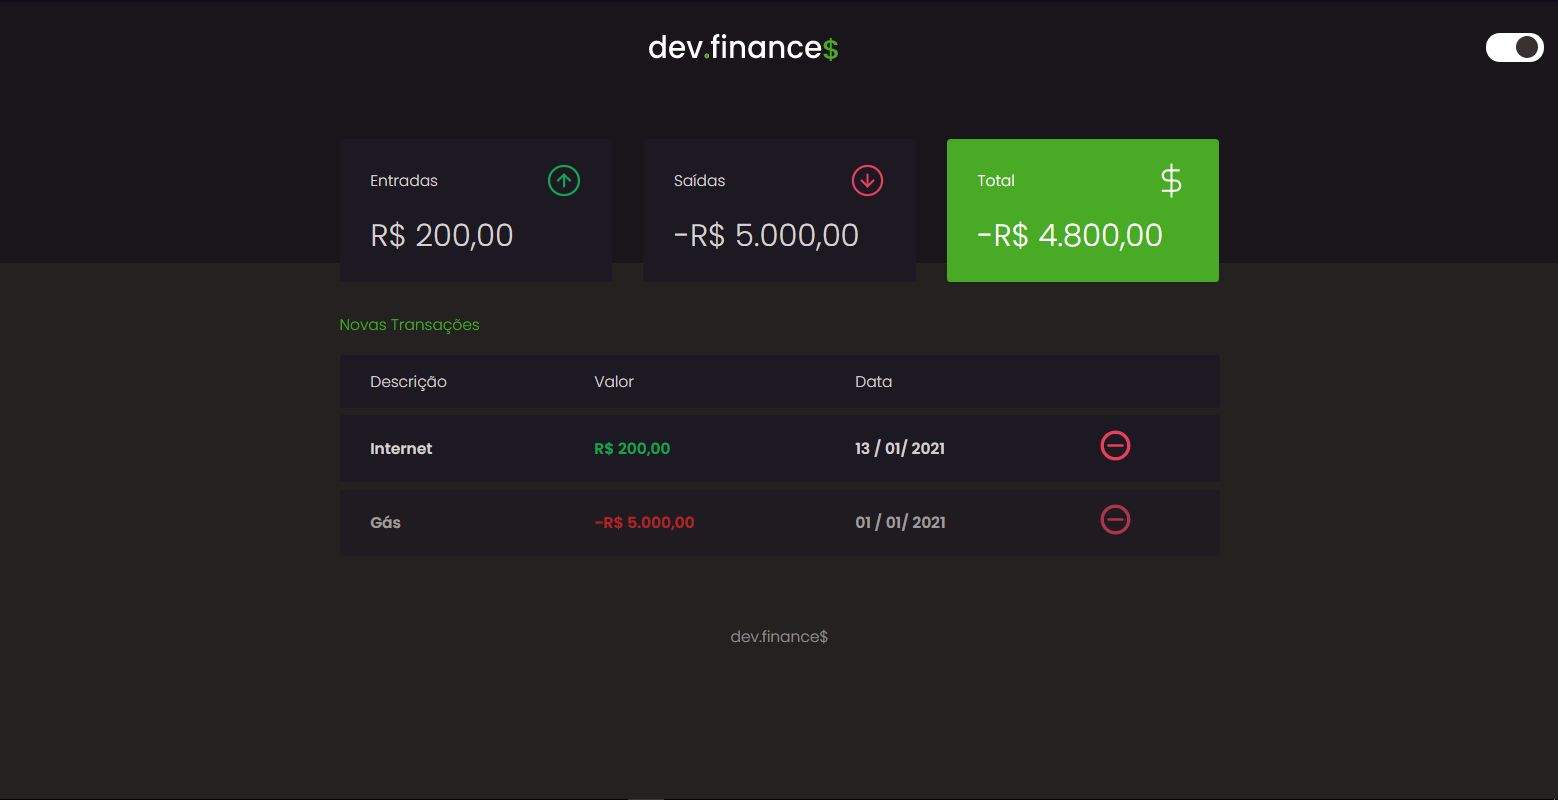 dev.finance$
Entradas
R$ 200,00
Saídas
-R$ 5.000,00
Total
$
-R$ 4.800,00
Novas Transações
Descrição Valor Data
Internet R$ 200,00 13 / 01/ 2021
Gás -R$ 5.000,00 01 / 01/ 2021
dev.finance$